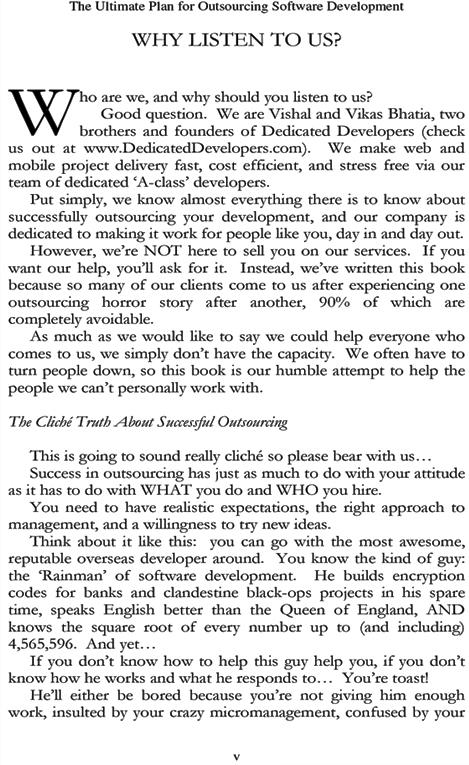 The Ultimate Plan for Outsourcing Software Development
WHY LISTEN TO US?
Who are we, and why should you listen to us?
Good question. We are Vishal and Vikas Bhatia, two
brothers and founders of Dedicated Developers (check
us out at www.DedicatedDevelopers.com). We make web and
mobile project delivery fast, cost efficient, and stress free via our
team of dedicated ‘A-class’ developers.
Put simply, we know almost everything there is to know about
successfully outsourcing your development, and our company is
dedicated to making it work for people like you, day in and day out.
However, we’re NOT here to sell you on our services. If you
want our help, you’ll ask for it. Instead, we’ve written this book
because so many of our clients come to us after experiencing one
outsourcing horror story after another, 90% of which are
completely avoidable.
As much as we would like to say we could help everyone who
comes to us, we simply don’t have the capacity. We often have to
turn people down, so this book is our humble attempt to help the
people we can’t personally work with.
The Cliché Truth About Successful Outsourcing
This is going to sound really cliché so please bear with us…
Success in outsourcing has just as much to do with your attitude
as it has to do with WHAT you do and WHO you hire.
You need to have realistic expectations, the right approach to
management, and a willingness to try new ideas.
Think about it like this: you can go with the most awesome,
reputable overseas developer around. You know the kind of guy:
the ‘Rainman’ of software development. He builds encryption
codes for banks and clandestine black-ops projects in his spare
time, speaks English better than the Queen of England, AND
knows the square root of every number up to (and including)
4,565,596. And yet…
If you don’t know how to help this guy help you, if you don’t
know how he works and what he responds to… You’re toast!
He’ll either be bored because you’re not giving him enough
work, insulted by your crazy micromanagement, confused by your
v